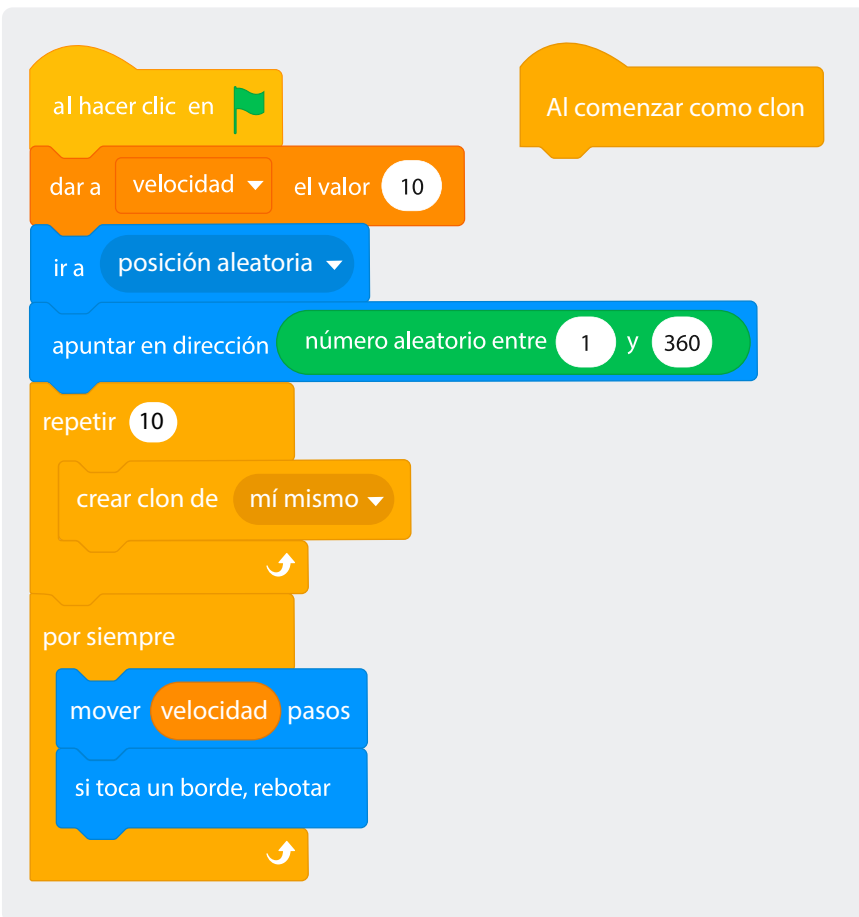 al hacer clic en
dar a velocidad el valor 10
ir a posición aleatoria
apuntar en dirección número aleatorio entre 1 y 360
repetir 10
crear clon de mí mismo
por siempre
mover velocidad pasos
si toca un borde, rebotar
Al comenzar como clon